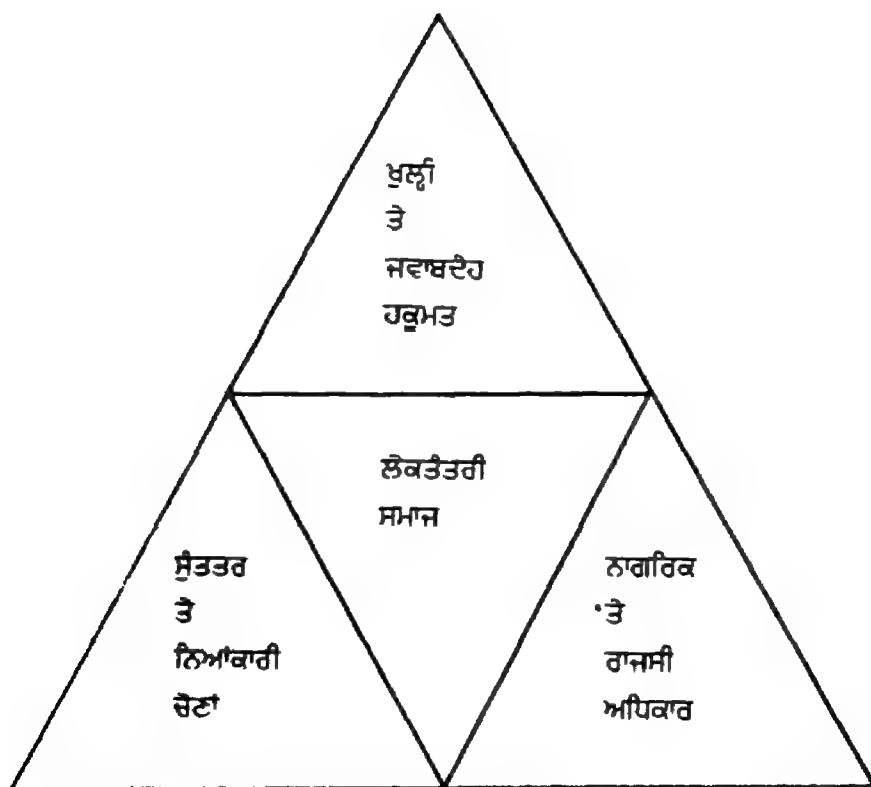 ਖੁਲ੍ਹੀ
ਤੇ
ਜਵਾਬਦੇਹ
ਹਕੂਮਤ
ਲੋਕਤੰਤਰੀ
ਸਮਾਜ
ਸੁੰਤਤਰ
ਤੇ
ਨਿਆਂਕਾਰੀ
ਚੋਣਾਂ
ਨਾਗਰਿਕ
'ਤੇ
ਰਾਜਸੀ
ਅਧਿਕਾਰ